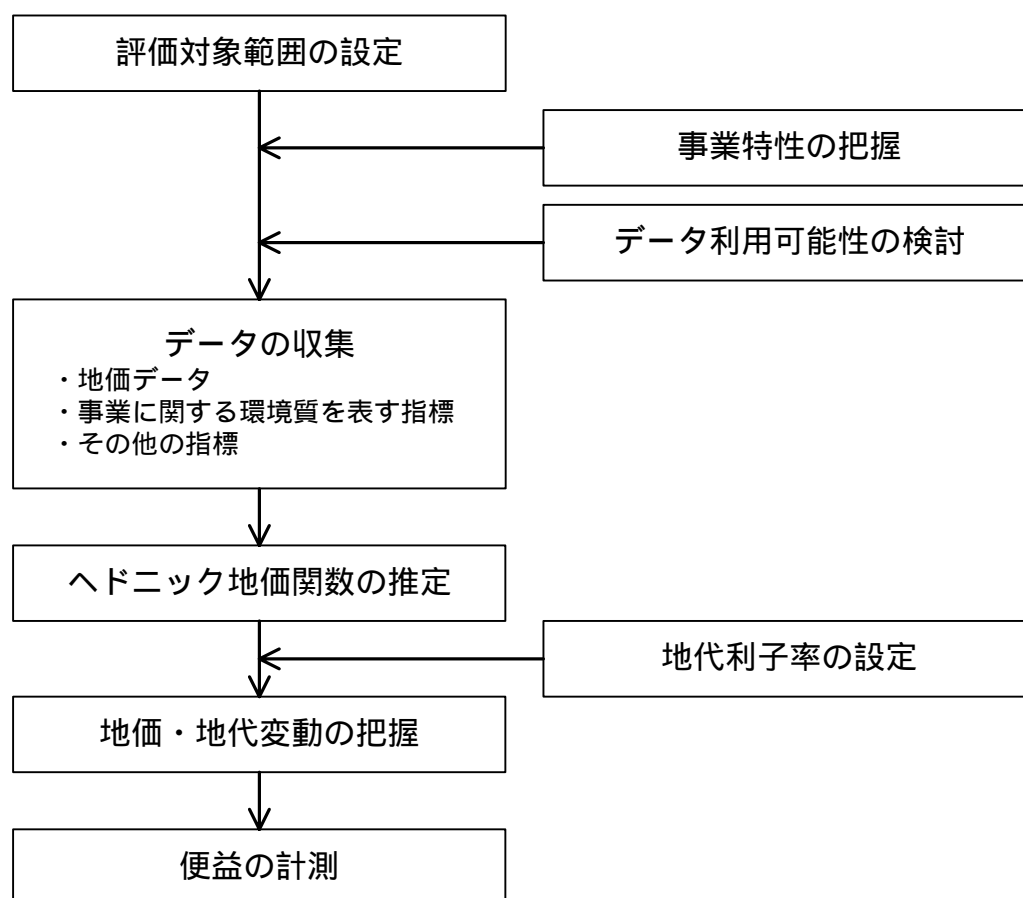 評価対象範囲の設定
事業特性の把握
データ利用可能性の検討
データの収集
・地価データ
・事業に関する環境質を表す指標
・その他の指標
ヘドニック地価関数の推定
地代利子率の設定
地価・地代変動の把握
便益の計測